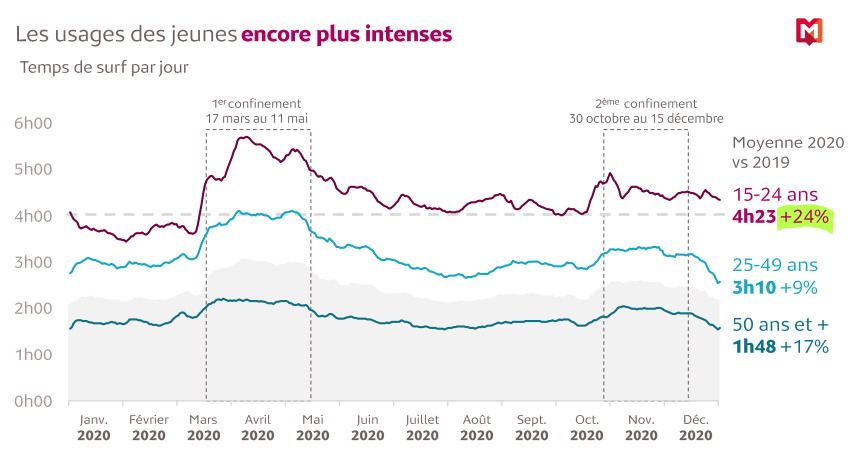 Les usages des jeunes encore plus intenses
Temps de surf par jour
1er confinement
17 mars au 11 mai
2ème confinement
30 octobre au 15 décembre
6h00
5h00
4h00
3h00
2h00
1h00
0h00
Moyenne 2020
vs 2019
15-24 ans
4h23 +24%
25-49 ans
3h10 +9%
50 ans et +
1h48 +17%
Janv. Février Mars Avril Mai Juin Juillet Août Sept. Oct. Nov. Déc.
2020 2020 2020 2020 2020 2020 2020 2020 2020 2020 2020 2020
M